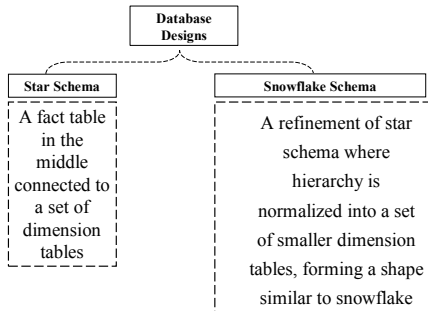 Database
Designs
Star Schema
A fact table
in the
middle
connected to
a set of
dimension
tables
Snowflake Schema
A refinement of star
schema where
hierarchy is
normalized into a set
of smaller dimension
tables, forming a shape
similar to snowflake